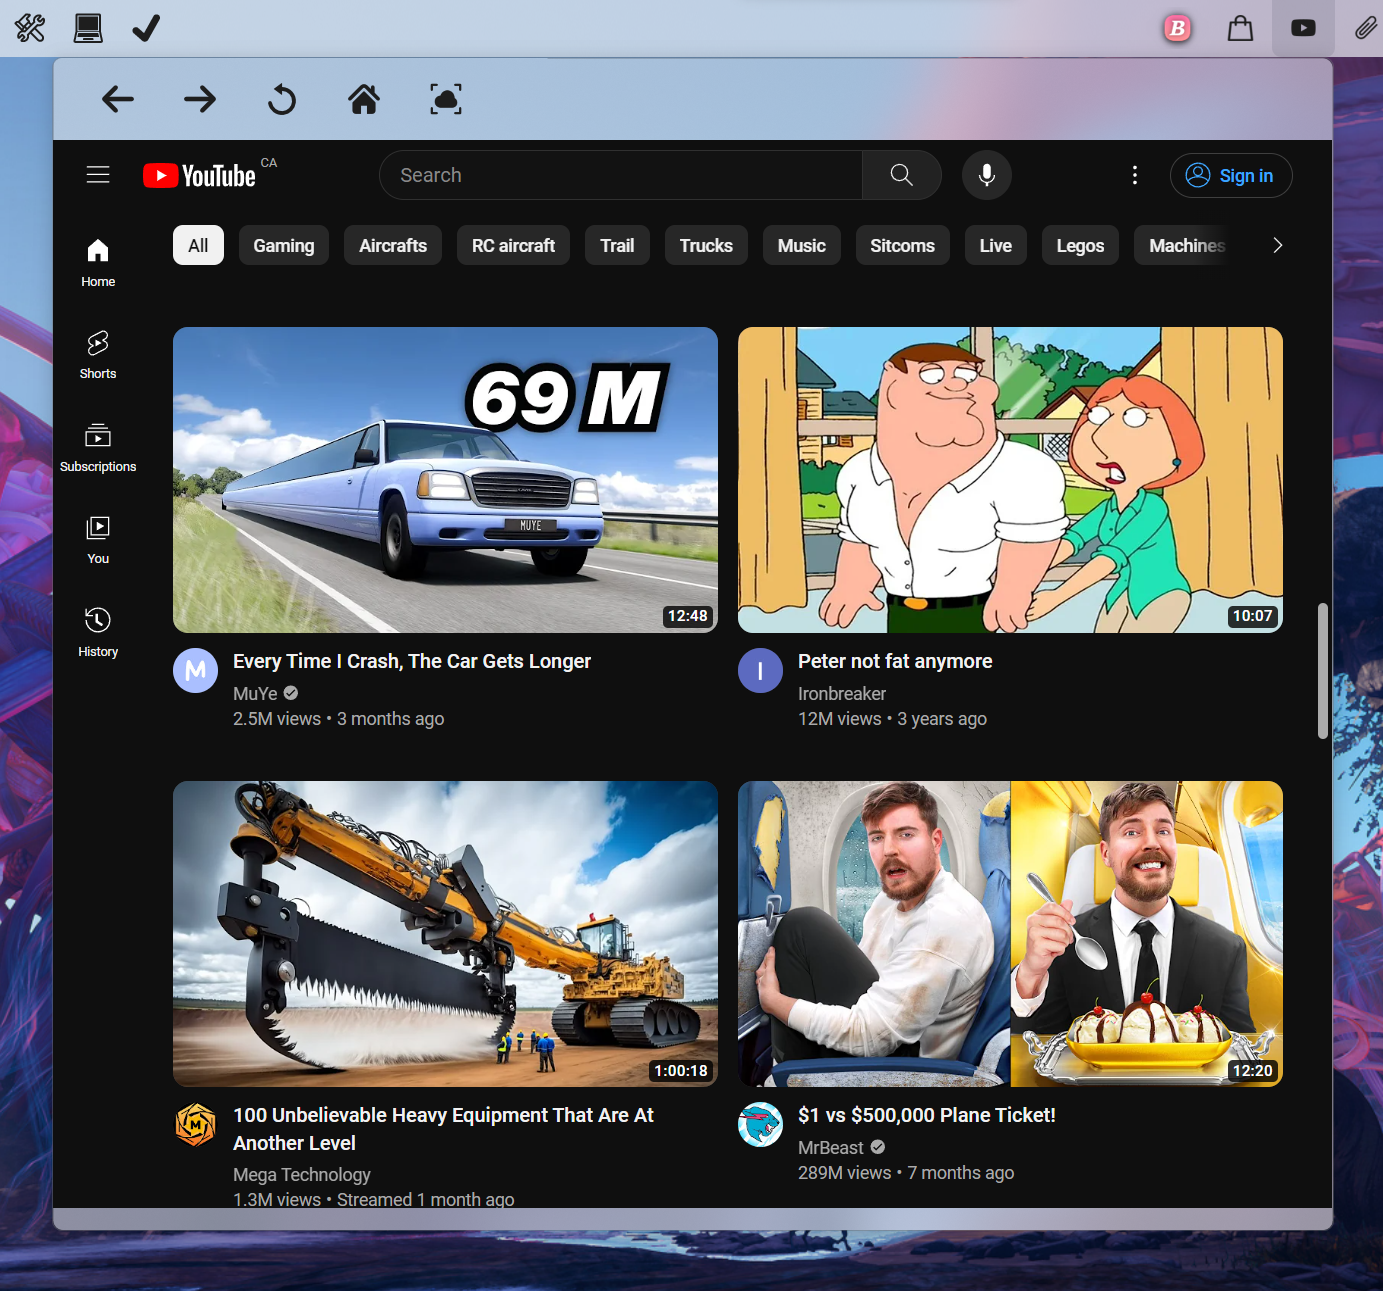 B
YouTube CA
Search
Sign in
All
Gaming
Aircrafts
RC aircraft
Trail
Trucks
Music
Sitcoms
Live
Legos
Machines
Home
Shorts
Subscriptions
You
History
69 M
MUYE
12:48
10:07
M
Every Time I Crash, The Car Gets Longer
MuYe
2.5M views • 3 months ago
I
Peter not fat anymore
Ironbreaker
12M views • 3 years ago
1:00:18
12:20
M
100 Unbelievable Heavy Equipment That Are At
Another Level
Mega Technology
1.3M views • Streamed 1 month ago
$1 vs $500,000 Plane Ticket!
MrBeast
289M views • 7 months ago